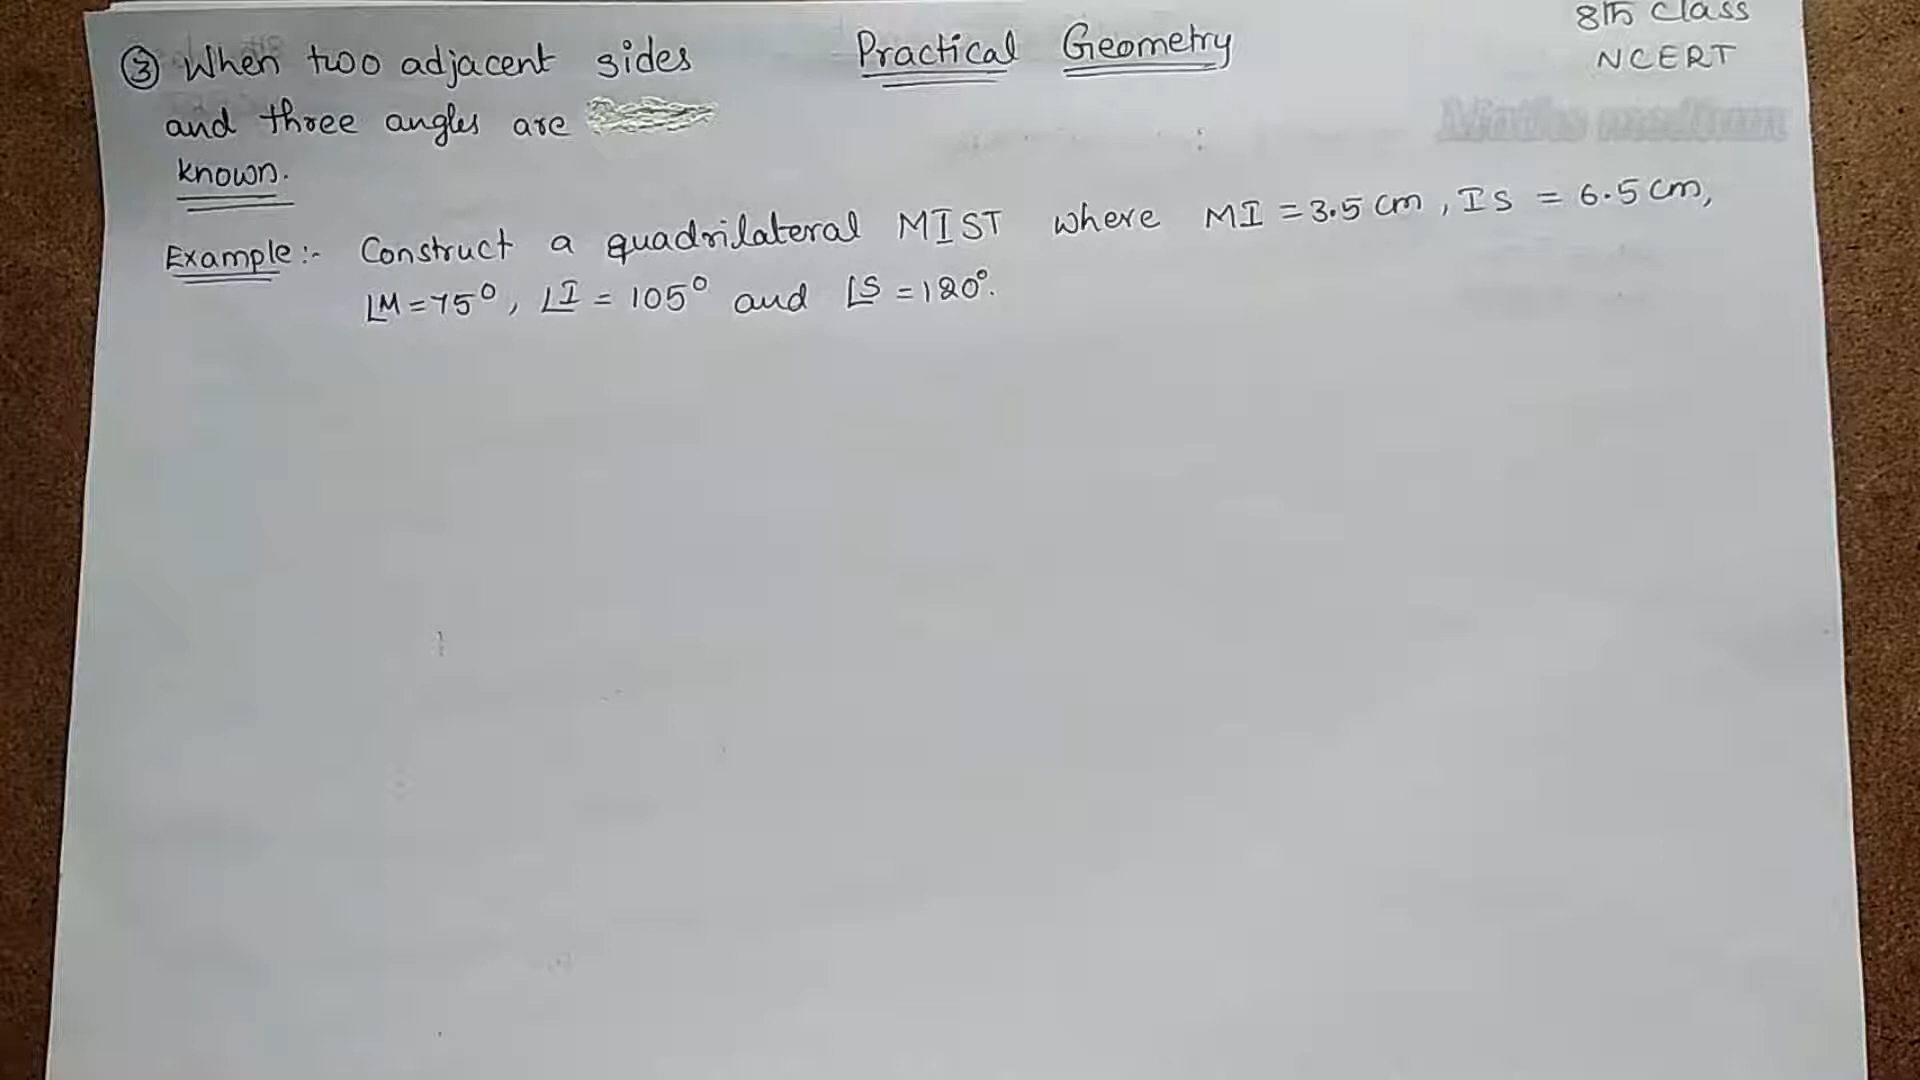 ③ When two adjacent sides
and three angles are
known.
Practical Geometry
8th Class
NCERT
Example:- Construct a quadrilateral MIST where MI = 3.5 cm, IS = 6.5 cm,
∠M = 75°, ∠I = 105° and ∠S = 120°.